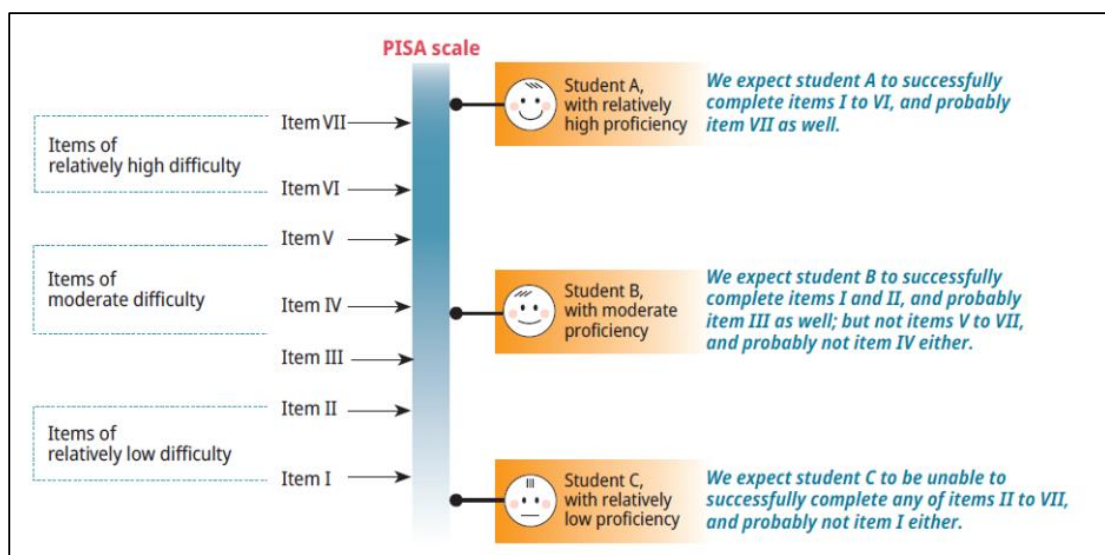 PISA scale
Item VII
Item VI
Item V
Item IV
Item III
Item II
Item I
Items of
relatively high difficulty
Items of
moderate difficulty
Items of
relatively low difficulty
Student A,
with relatively
high proficiency
We expect student A to successfully
complete items I to VI, and probably
item VII as well.
Student B,
with moderate
proficiency
We expect student B to successfully
complete items I and II, and probably
item III as well; but not items V to VII,
and probably not item IV either.
Student C,
with relatively
low proficiency
We expect student C to be unable to
successfully complete any of items II to VII,
and probably not item I either.